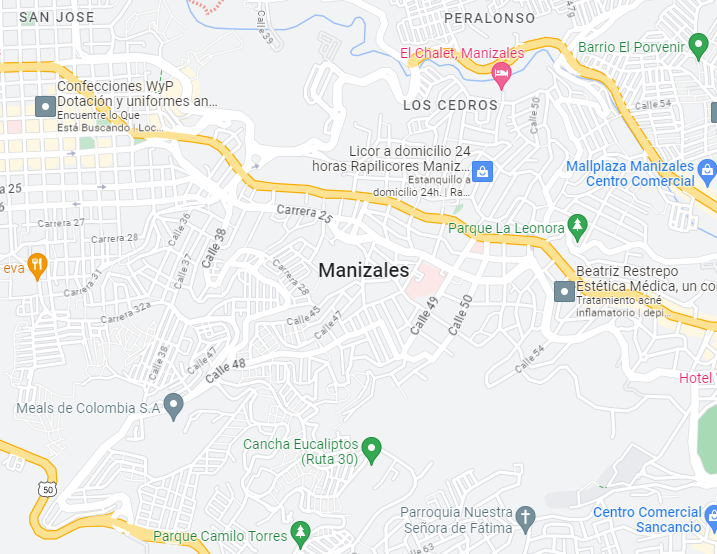 SAN JOSE
PERALONSO
Calle 39
479
El Chalet, Manizales
Barrio El Porvenir
Confecciones WyP
Dotación y uniformes an...
Encuentre lo Que
Está Buscando | Loc...
LOS CEDROS
Calle 50
Calle 54
Licor a domicilio 24
horas Rapilicores Maniz...
Estanquillo a
domicilio 24h. | Ra...
Mallplaza Manizales
Centro Comercial
a 25
Carrera 27
Calle 36
Carrera 25
Parque La Leonora
Carrera 28
Calle 38
eva
Calle 37
Carrera 31
Carrera 28
Manizales
Beatriz Restrepo
Estética Médica, un co
Tratamiento acné
inflamatorio | depi...
Carrera 32a
Calle 45
Calle 47
Calle 49
Calle 50
Calle 38
Calle 47
Calle 48
Calle 54
Hotel
Meals de Colombia S.A
Cancha Eucaliptos
(Ruta 30)
50
Parroquia Nuestra
Señora de Fátima
Centro Comercial
Sancancio
Parque Camilo Torres
Calle 63